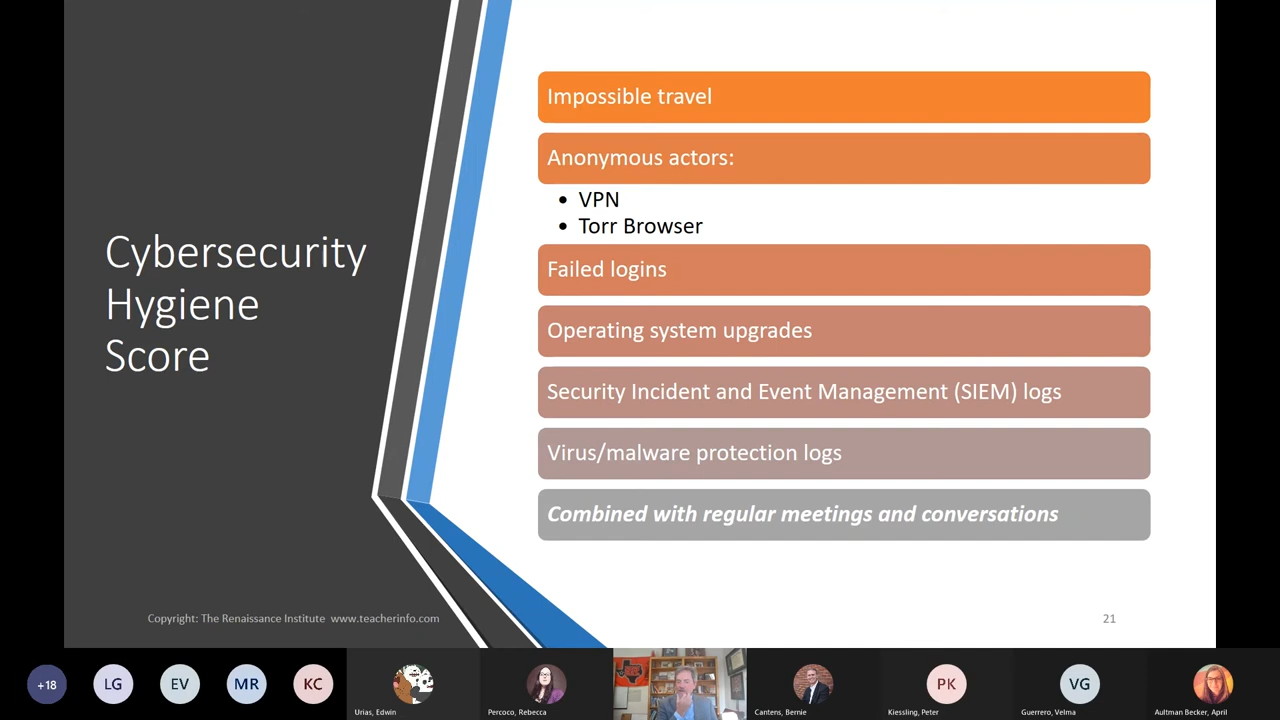 Cybersecurity
Hygiene
Score
Impossible travel
Anonymous actors:
• VPN
• Torr Browser
Failed logins
Operating system upgrades
Security Incident and Event Management (SIEM) logs
Virus/malware protection logs
Combined with regular meetings and conversations
Copyright: The Renaissance Institute www.teacherinfo.com
21
+18
LG
EV
MR
KC
PK
VG
Urias, Edwin
Percoco, Rebecca
Cantens, Bernie
Kiessling, Peter
Guerrero, Velma
Aultman Becker, April